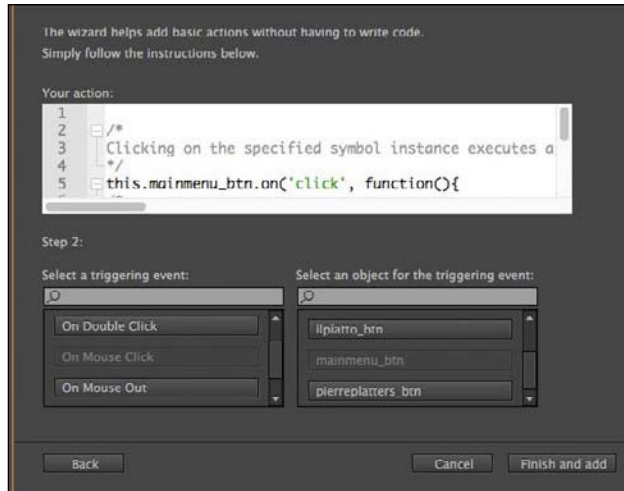 The wizard helps add basic actions without having to write code.
Simply follow the instructions below.
Your action:
1
2 /*
3 Clicking on the specified symbol instance executes a
4 */
5 this.mainmenu_btn.on('click', function(){
Step 2:
Select a triggering event: Select an object for the triggering event:
On Double Click ilpiatto_btn
On Mouse Click mainmenu_btn
On Mouse Out pierreplatters_btn
Back Cancel Finish and add